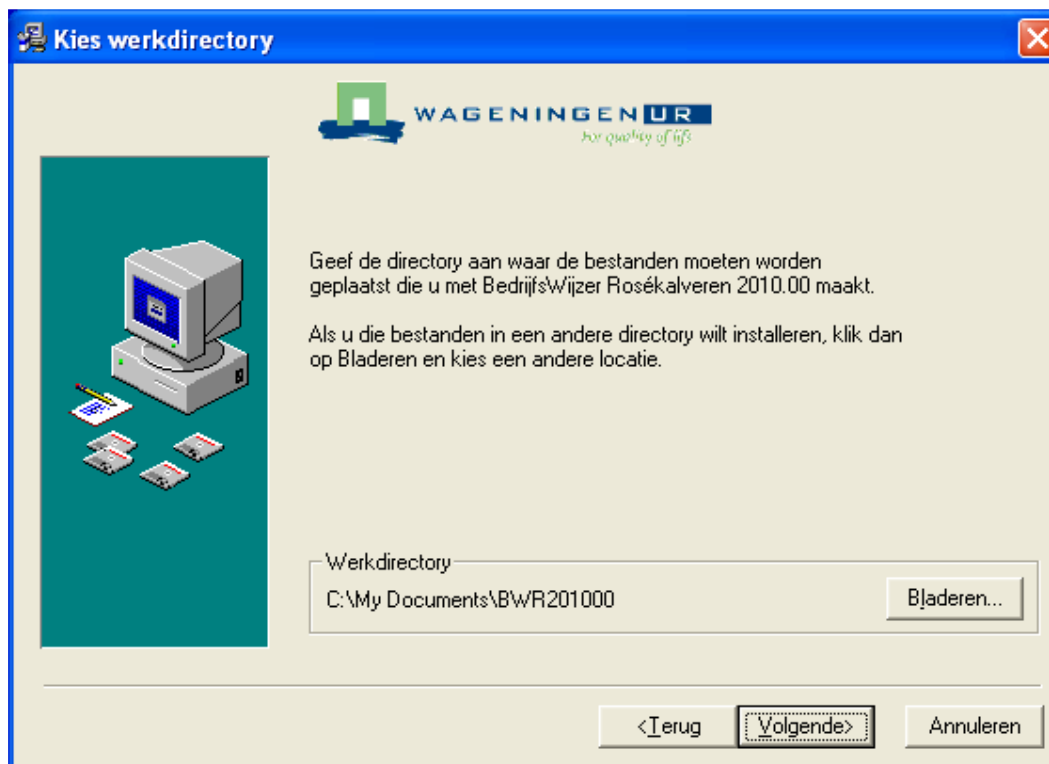 Kies werkdirectory
WAGENINGEN UR
For quality of life
Geef de directory aan waar de bestanden moeten worden
geplaatst die u met BedrijfsWijzer Rosékalveren 2010.00 maakt.
Als u die bestanden in een andere directory wilt installeren, klik dan
op Bladeren en kies een andere locatie.
Werkdirectory
C:\My Documents\BWR201000
Bladeren...
<Terug
Volgende>
Annuleren